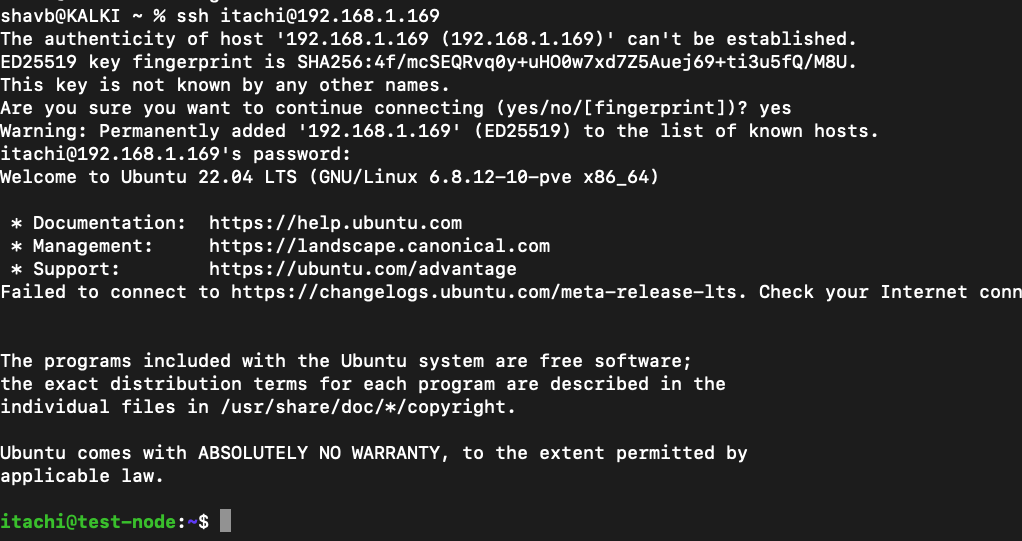 shavb@KALKI ~ % ssh itachi@192.168.1.169
The authenticity of host '192.168.1.169 (192.168.1.169)' can't be established.
ED25519 key fingerprint is SHA256:4f/mcSEQRvq0y+uHO0w7xd7Z5Auej69+ti3u5fQ/M8U.
This key is not known by any other names.
Are you sure you want to continue connecting (yes/no/[fingerprint])? yes
Warning: Permanently added '192.168.1.169' (ED25519) to the list of known hosts.
itachi@192.168.1.169's password:
Welcome to Ubuntu 22.04 LTS (GNU/Linux 6.8.12-10-pve x86_64)
* Documentation:  https://help.ubuntu.com
* Management:     https://landscape.canonical.com
* Support:        https://ubuntu.com/advantage
Failed to connect to https://changelogs.ubuntu.com/meta-release-lts. Check your Internet conn
The programs included with the Ubuntu system are free software;
the exact distribution terms for each program are described in the
individual files in /usr/share/doc/*/copyright.
Ubuntu comes with ABSOLUTELY NO WARRANTY, to the extent permitted by
applicable law.
itachi@test-node:~$